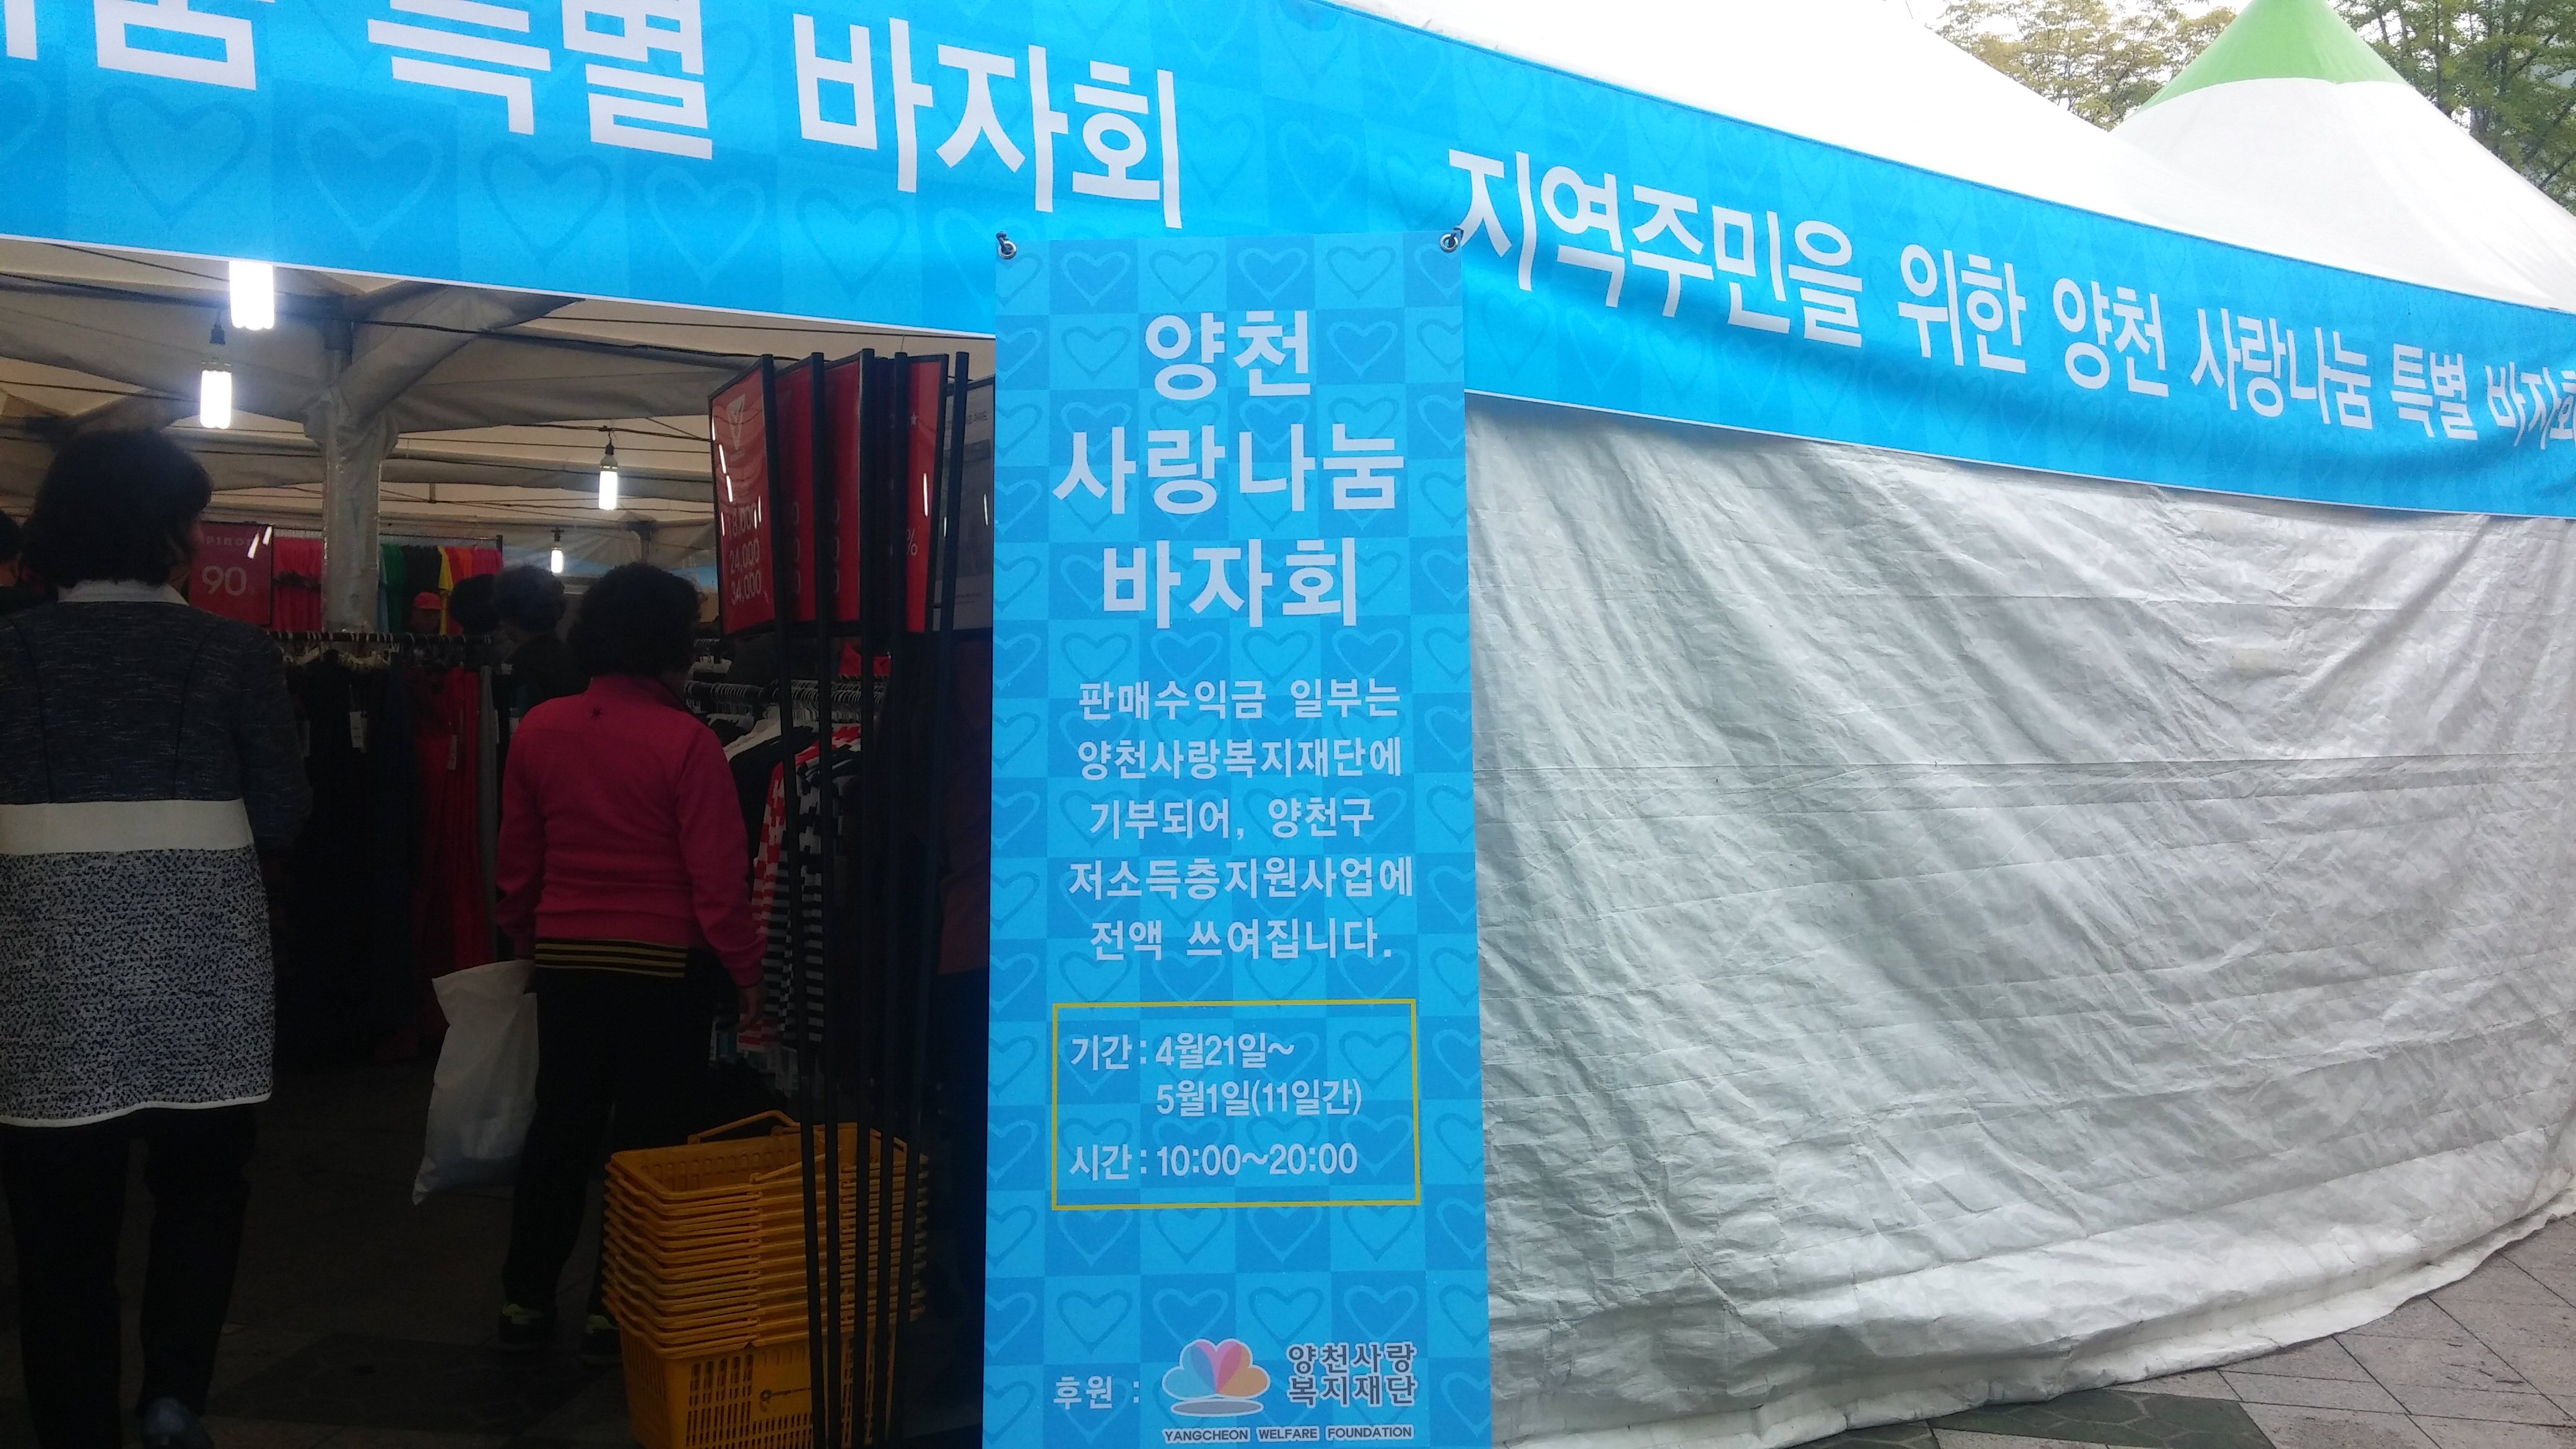 특별 바자회
지역주민을 위한 양천 사랑나눔 특별 바자회
양천
사랑나눔
바자회
판매수익금 일부는
양천사랑복지재단에
기부되어, 양천구
저소득층지원사업에
전액 쓰여집니다.
기간 : 4월21일~
5월1일(11일간)
시간 : 10:00~20:00
후원 :
양천사랑
복지재단
YANGCHEON WELFARE FOUNDATION
90
18,000
24,000
34,000
%